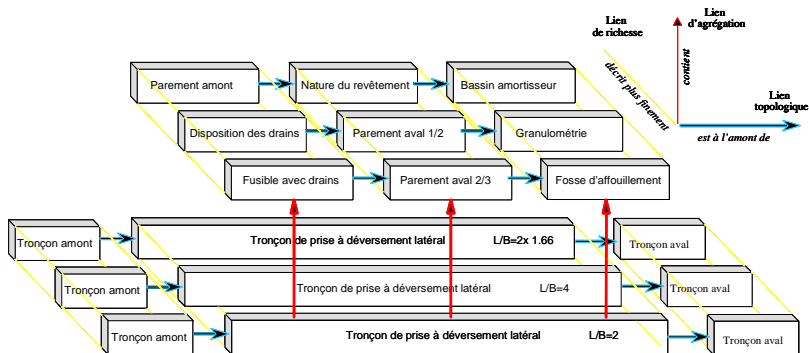 Lien
de richesse
Lien
d'agrégation
contient
décrit plus finement
Lien
topologique
est à l'amont de
Parement amont
Nature du revêtement
Bassin amortisseur
Disposition des drains
Parement aval 1/2
Granulométrie
Fusible avec drains
Parement aval 2/3
Fosse d'affouillement
Tronçon amont
Tronçon de prise à déversement latéral L/B=2x 1.66
Tronçon aval
Tronçon amont
Tronçon de prise à déversement latéral L/B=4
Tronçon aval
Tronçon amont
Tronçon de prise à déversement latéral L/B=2
Tronçon aval